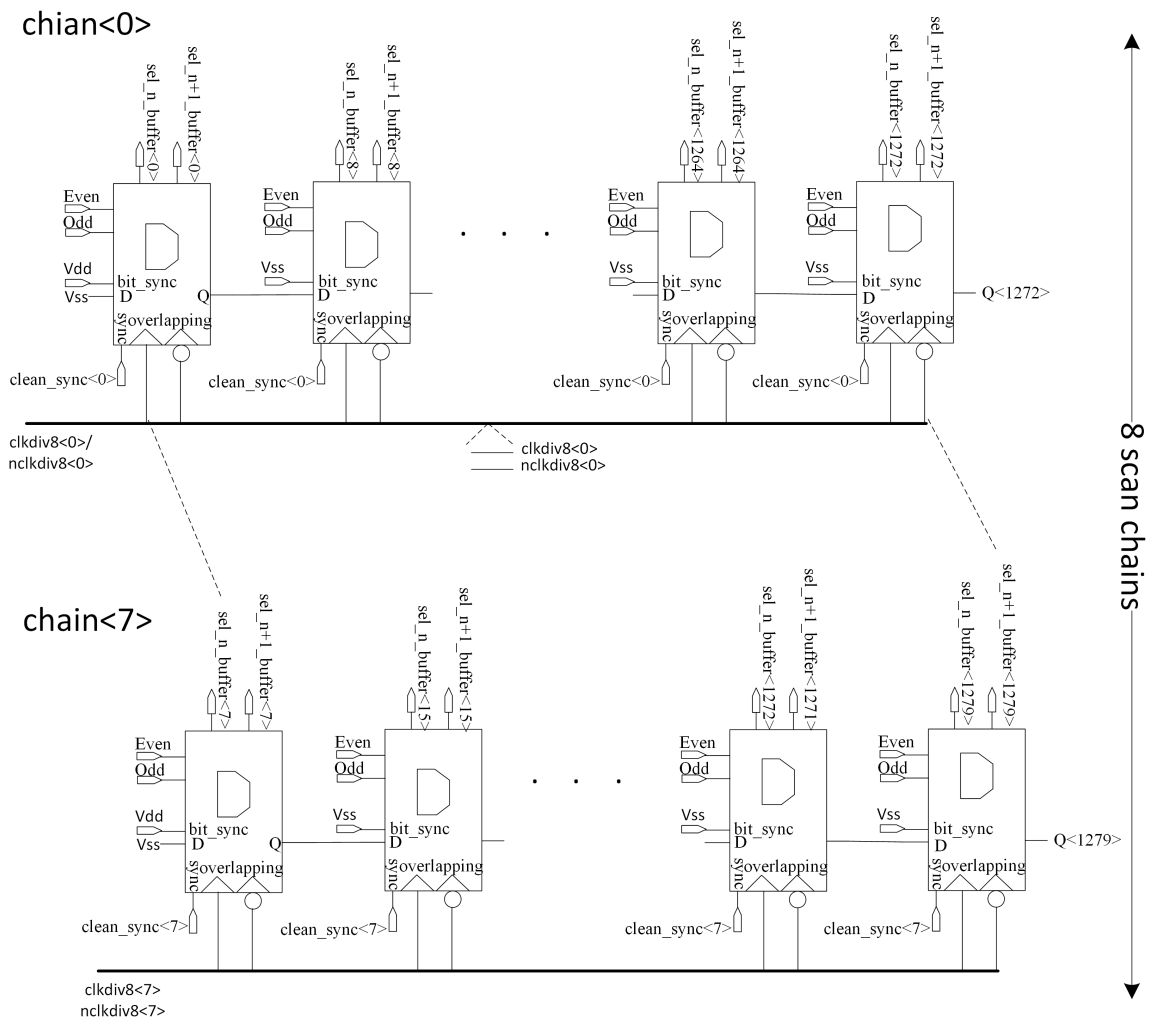 chian<0>
sel_n_buffer<0>
sel_n+1_buffer<0>
sel_n_buffer<8>
sel_n+1_buffer<8>
sel_n_buffer<1264>
sel_n+1_buffer<1264>
sel_n_buffer<1272>
sel_n+1_buffer<1272>
Even
Even
Even
Even
Odd
Odd
Odd
Odd
Vdd
Vss
Vss
Vss
bit_sync
bit_sync
bit_sync
bit_sync
Vss
D
Q
D
D
D
Q<1272>
sync
overlapping
sync
overlapping
sync
overlapping
sync
overlapping
clean_sync<0>
clean_sync<0>
clean_sync<0>
clean_sync<0>
clkdiv8<0>/
nclkdiv8<0>
clkdiv8<0>
nclkdiv8<0>
8 scan chains
chain<7>
sel_n_buffer<7>
sel_n+1_buffer<7>
sel_n_buffer<15>
sel_n+1_buffer<15>
sel_n_buffer<1272>
sel_n+1_buffer<1271>
sel_n_buffer<1279>
sel_n+1_buffer<1279>
Even
Even
Even
Even
Odd
Odd
Odd
Odd
Vdd
Vss
Vss
Vss
bit_sync
bit_sync
bit_sync
bit_sync
Vss
D
Q
D
D
D
Q<1279>
sync
overlapping
sync
overlapping
sync
overlapping
sync
overlapping
clean_sync<7>
clean_sync<7>
clean_sync<7>
clean_sync<7>
clkdiv8<7>
nclkdiv8<7>